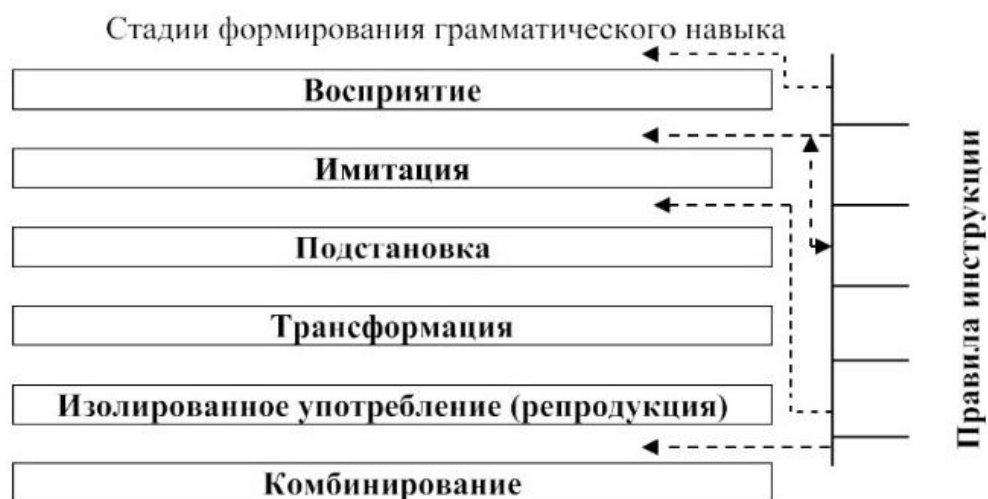 Стадии формирования грамматического навыка
Восприятие
Имитация
Подстановка
Трансформация
Изолированное употребление (репродукция)
Комбинирование
Правила инструкции